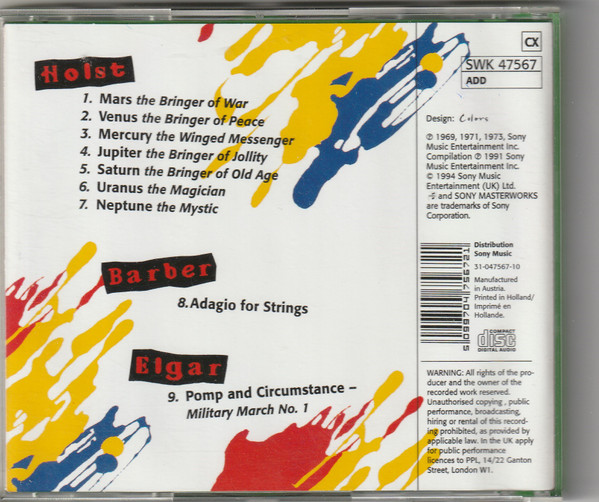 Holst
1. Mars the Bringer of War
2. Venus the Bringer of Peace
3. Mercury the Winged Messenger
4. Jupiter the Bringer of Jollity
5. Saturn the Bringer of Old Age
6. Uranus the Magician
7. Neptune the Mystic
Barber
8.Adagio for Strings
Elgar
9. Pomp and Circumstance –
Military March No. 1
CX
SWK 47567
ADD
Design: Colors
℗ 1969, 1971, 1973, Sony
Music Entertainment Inc.
Compilation ℗ 1991 Sony
Music Entertainment Inc.
© 1994 Sony Music
Entertainment (UK) Ltd.
and SONY MASTERWORKS
are trademarks of Sony
Corporation.
Distribution
Sony Music
51-047567-10
Manufactured
in Austria.
Printed in Holland/
Imprimé en
Hollande.
COMPACT
disc
DIGITAL AUDIO
WARNING: All rights of the pro-
ducer and the owner of the
recorded work reserved.
Unauthorised copying , public
performance, broadcasting,
hiring or rental of this record-
ing prohibited, as provided by
applicable law. In the UK apply
for public performance
licences to PPL, 14/22 Ganton
Street, London W1.